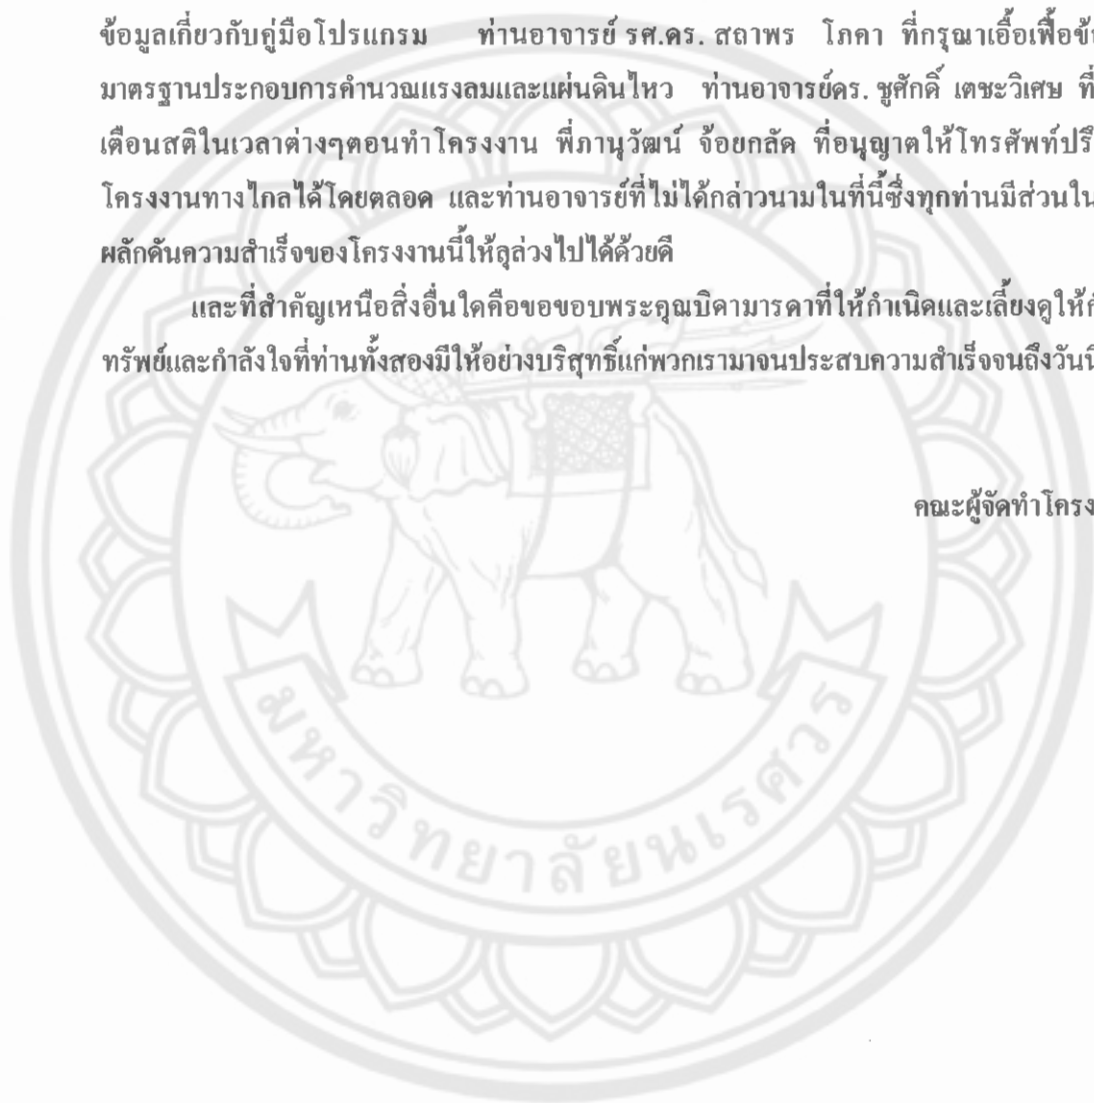 ข้อมูลเกี่ยวกับคู่มือโปรแกรม ท่านอาจารย์ รศ.ดร. สถาพร โภคา ที่กรุณาเอื้อเฟื้อ
มาตรฐานประกอบการคำนวณแรงลมและแผ่นดินไหว ท่านอาจารย์ดร. ชูศักดิ์ เตชะวิเศษ ที่
เตือนสติในเวลาต่างๆตอนทำโครงงาน พี่ภานุวัฒน์ จ้อยกลัด ที่อนุญาตให้โทรศัพท์
โครงงานทางไกลได้โดยตลอด และท่านอาจารย์ที่ไม่ได้กล่าวนามในที่นี้ซึ่งทุกท่านมีส่วนใน
ผลักดันความสำเร็จของโครงงานนี้ให้ลุล่วงไปได้ด้วยดี
และที่สำคัญเหนือสิ่งอื่นใดคือขอขอบพระคุณบิดามารดาที่ให้กำเนิดและเลี้ยงดูให้
ทรัพย์และกำลังใจที่ท่านทั้งสองมีให้อย่างบริสุทธิ์แก่พวกเรามาจนประสบความสำเร็จจนถึงวัน
คณะผู้จัดทำโครง
มหาวิทยาลัยนเรศวร